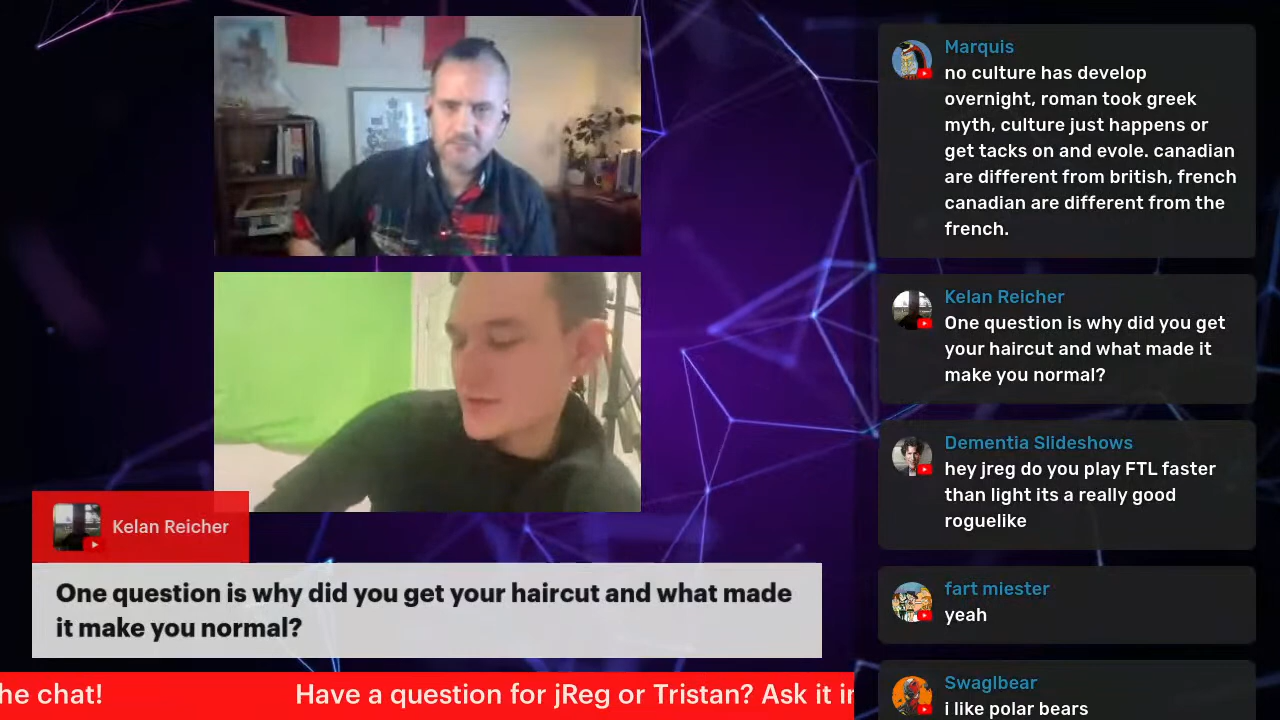 Marquis
no culture has develop
overnight, roman took greek
myth, culture just happens or
get tacks on and evole. canadian
are different from british, french
canadian are different from the
french.
Kelan Reicher
One question is why did you get
your haircut and what made it
make you normal?
Dementia Slideshows
hey jreg do you play FTL faster
than light its a really good
roguelike
fart miester
yeah
Swaglbear
i like polar bears
Kelan Reicher
One question is why did you get your haircut and what made
it make you normal?
he chat! Have a question for jReg or Tristan? Ask it in